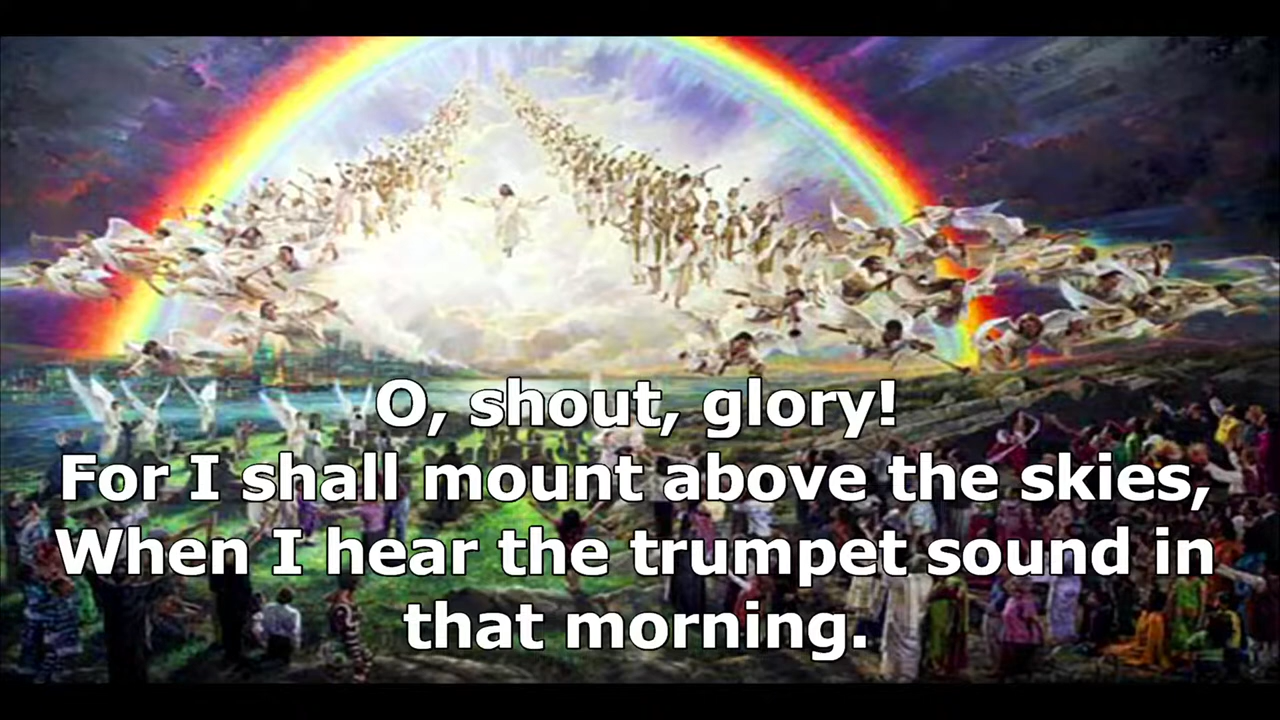 O, shout, glory!
For I shall mount above the skies,
When I hear the trumpet sound in
that morning.